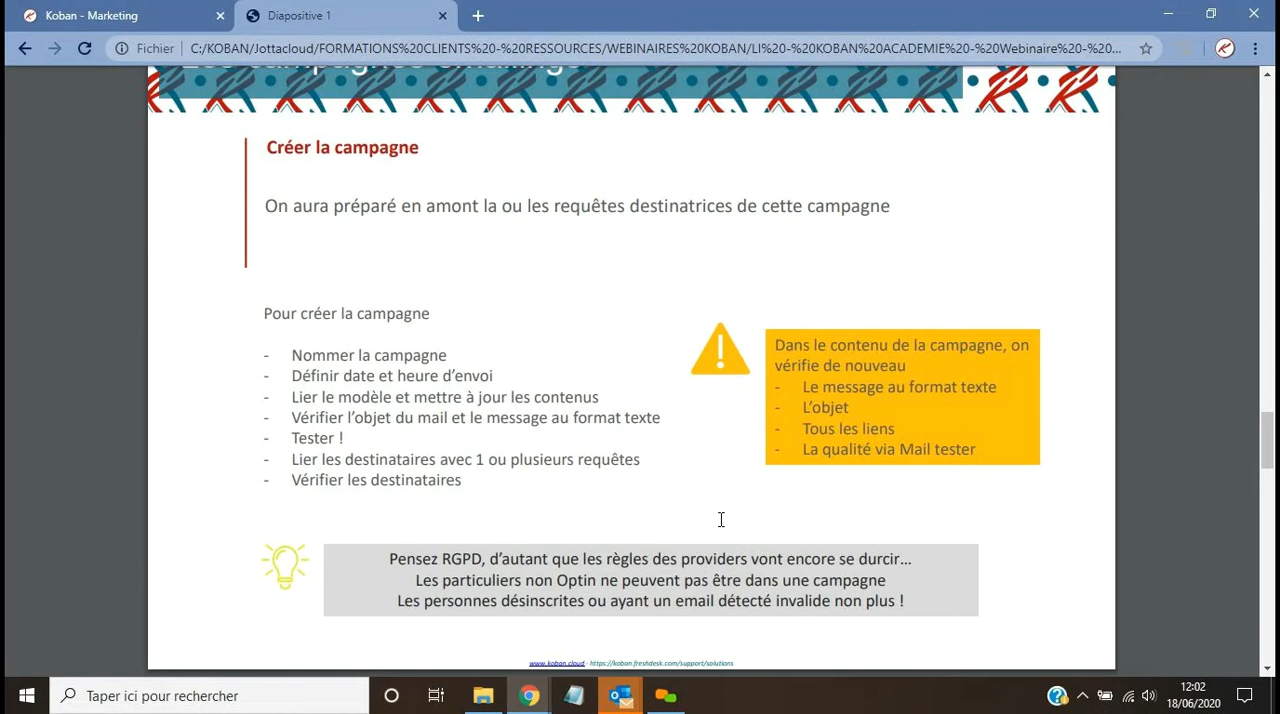 Koban - Marketing
Diapositive 1
Fichier
C:/KOBAN/Jottacloud/FORMATIONS%20CLIENTS%20-%20RESSOURCES/WEBINAIRES%20KOBAN/LI%20-%20KOBAN%20ACADEMIE%20-%20Webinaire%20-%20...
Les campagnes emailings
Créer la campagne
On aura préparé en amont la ou les requêtes destinatrices de cette campagne
Pour créer la campagne
- Nommer la campagne
- Définir date et heure d’envoi
- Lier le modèle et mettre à jour les contenus
- Vérifier l’objet du mail et le message au format texte
- Tester !
- Lier les destinataires avec 1 ou plusieurs requêtes
- Vérifier les destinataires
Dans le contenu de la campagne, on
vérifie de nouveau
- Le message au format texte
- L’objet
- Tous les liens
- La qualité via Mail tester
Pensez RGPD, d’autant que les règles des providers vont encore se durcir…
Les particuliers non Optin ne peuvent pas être dans une campagne
Les personnes désinscrites ou ayant un email détecté invalide non plus !
www.koban.cloud - https://koban.freshdesk.com/support/solutions
Taper ici pour rechercher
12:02
18/06/2020